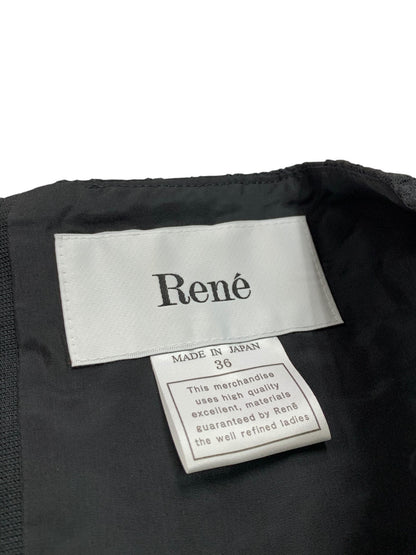 René
MADE IN JAPAN
36
This merchandise
uses high quality
excellent, materials
guaranteed by René
the well refined ladies